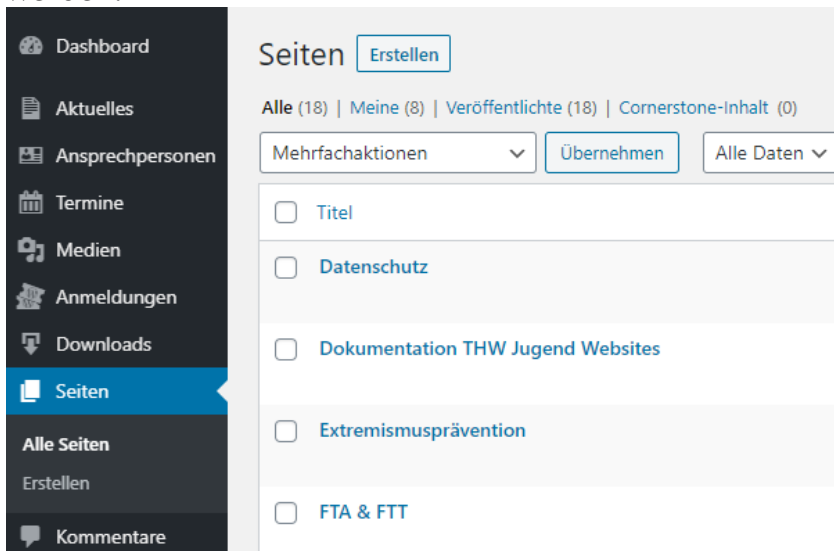 Dashboard
Aktuelles
Ansprechpersonen
Termine
Medien
Anmeldungen
Downloads
Seiten
Alle Seiten
Erstellen
Kommentare
Seiten Erstellen
Alle (18) | Meine (8) | Veröffentlichte (18) | Cornerstone-Inhalt (0)
Mehrfachaktionen Übernehmen Alle Daten
Titel
Datenschutz
Dokumentation THW Jugend Websites
Extremismusprävention
FTA & FTT